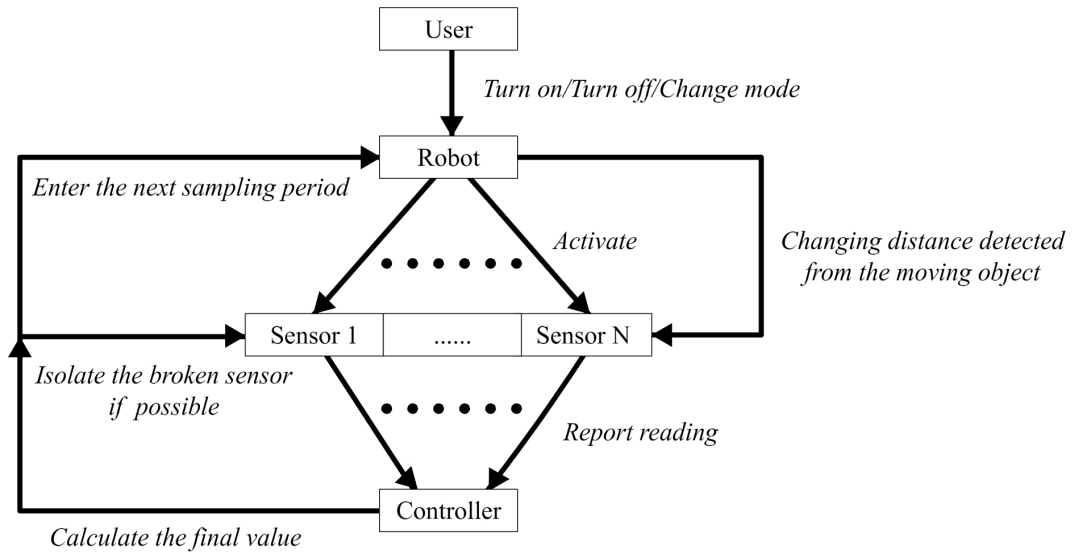 User
Turn on/Turn off/Change mode
Robot
Enter the next sampling period
Activate
Changing distance detected
from the moving object
Sensor 1
......
Sensor N
Isolate the broken sensor
if possible
Report reading
Controller
Calculate the final value